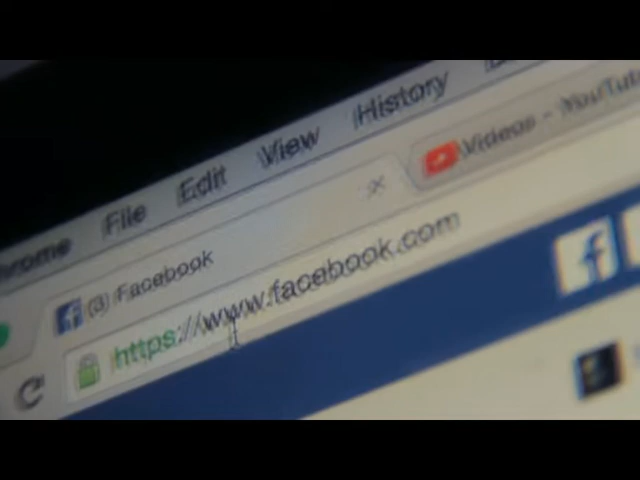 Chrome File Edit View History
(3) Facebook × Videos - YouTube
https://www.facebook.com
f